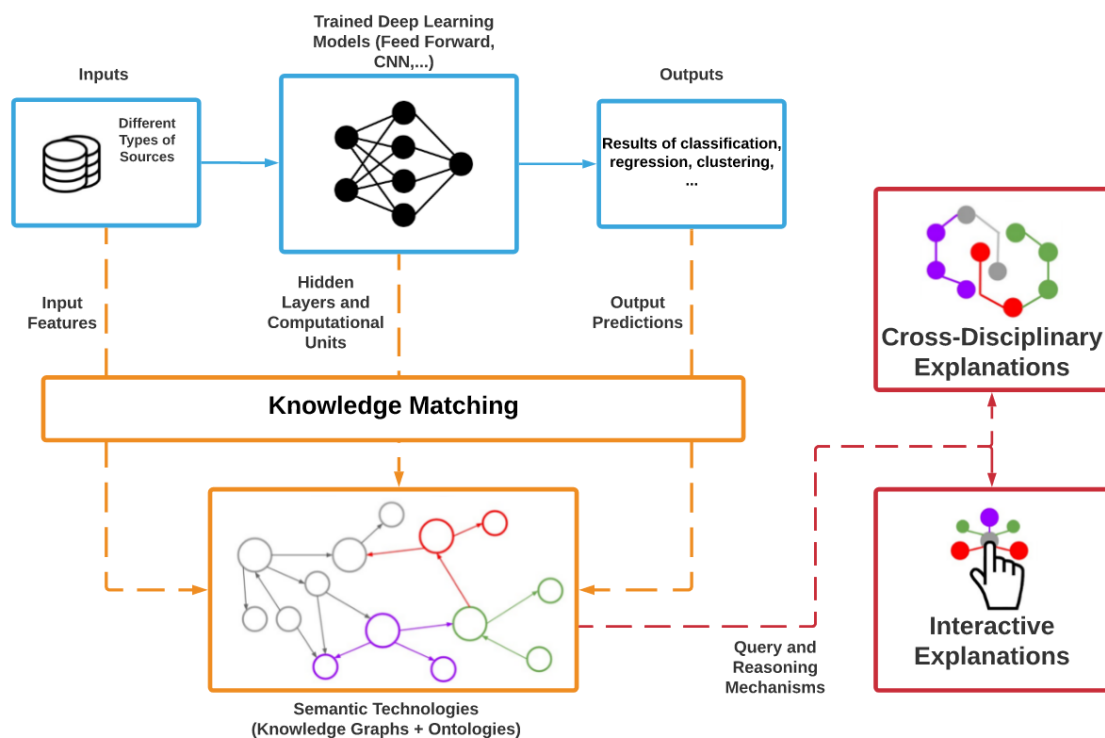 Trained Deep Learning
Models (Feed Forward,
CNN,...)
Inputs
Outputs
Different
Types of
Sources
Results of classification,
regression, clustering,
...
Input
Features
Hidden
Layers and
Computational
Units
Output
Predictions
Knowledge Matching
Cross-Disciplinary
Explanations
Interactive
Explanations
Query and
Reasoning
Mechanisms
Semantic Technologies
(Knowledge Graphs + Ontologies)